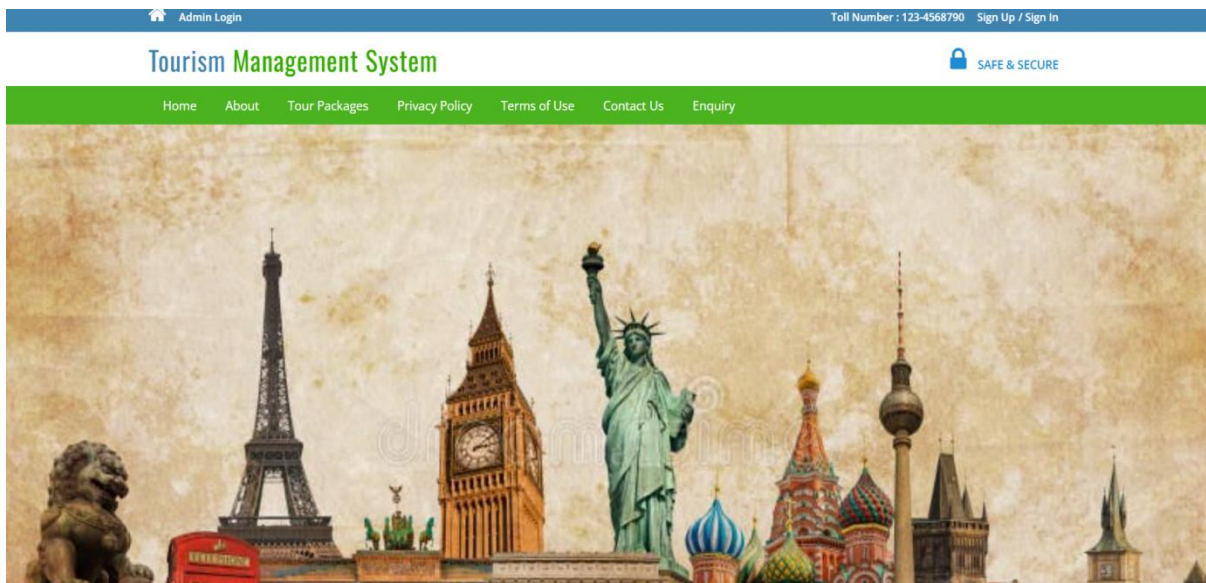 Admin Login
Toll Number : 123-4568790 Sign Up / Sign In
Tourism Management System
SAFE & SECURE
Home About Tour Packages Privacy Policy Terms of Use Contact Us Enquiry
TELEPHONE